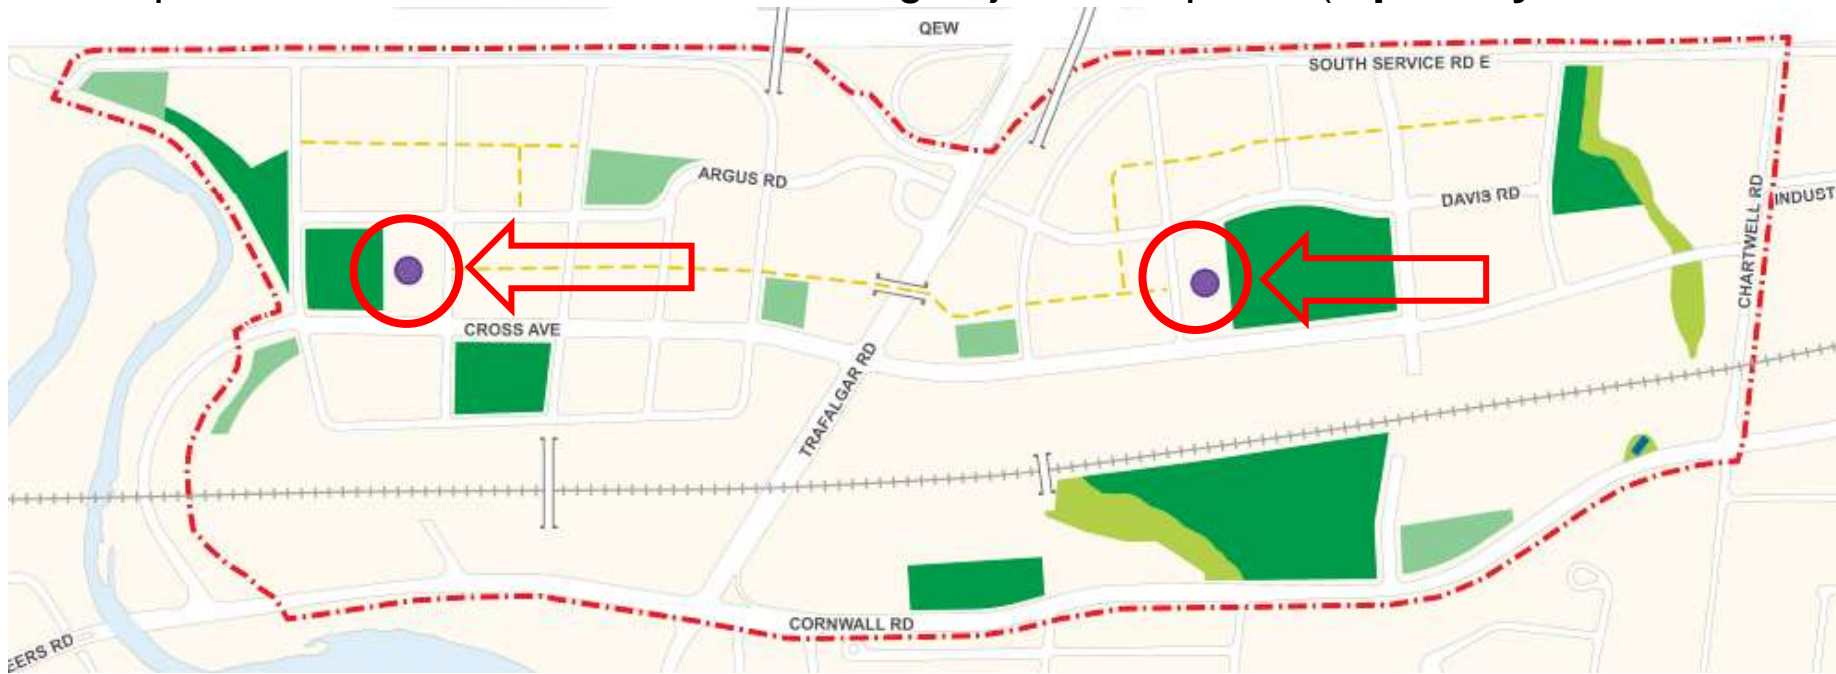 QEW
SOUTH SERVICE RD E
ARGUS RD
DAVIS RD
CHARTWELL RD
INDUST
CROSS AVE
TRAFALGAR RD
CORNWALL RD
EERS RD